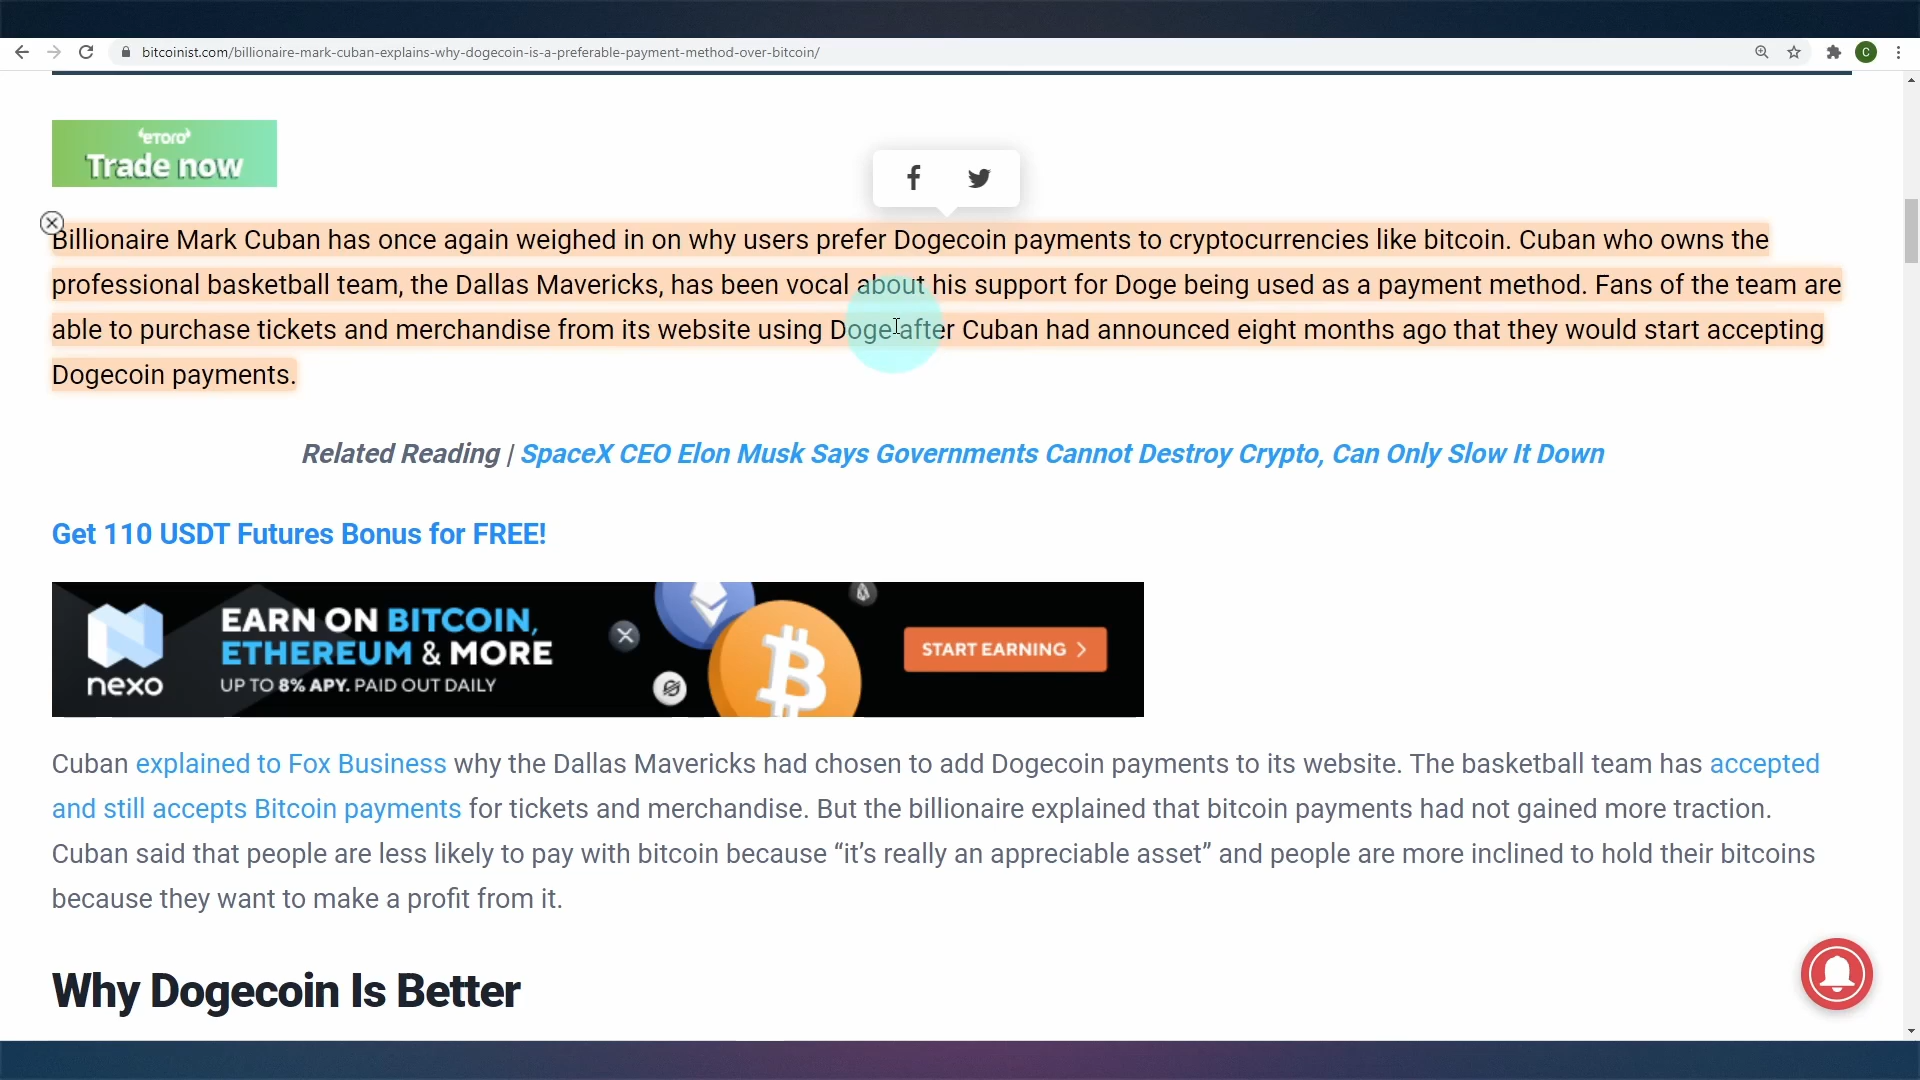 bitcoinist.com/billionaire-mark-cuban-explains-why-dogecoin-is-a-preferable-payment-method-over-bitcoin/
C
eToro
Trade now
Billionaire Mark Cuban has once again weighed in on why users prefer Dogecoin payments to cryptocurrencies like bitcoin. Cuban who owns the
professional basketball team, the Dallas Mavericks, has been vocal about his support for Doge being used as a payment method. Fans of the team are
able to purchase tickets and merchandise from its website using Doge after Cuban had announced eight months ago that they would start accepting
Dogecoin payments.
Related Reading | SpaceX CEO Elon Musk Says Governments Cannot Destroy Crypto, Can Only Slow It Down
Get 110 USDT Futures Bonus for FREE!
nexo
EARN ON BITCOIN,
ETHEREUM & MORE
UP TO 8% APY. PAID OUT DAILY
START EARNING >
Cuban explained to Fox Business why the Dallas Mavericks had chosen to add Dogecoin payments to its website. The basketball team has accepted
and still accepts Bitcoin payments for tickets and merchandise. But the billionaire explained that bitcoin payments had not gained more traction.
Cuban said that people are less likely to pay with bitcoin because “it’s really an appreciable asset” and people are more inclined to hold their bitcoins
because they want to make a profit from it.
Why Dogecoin Is Better